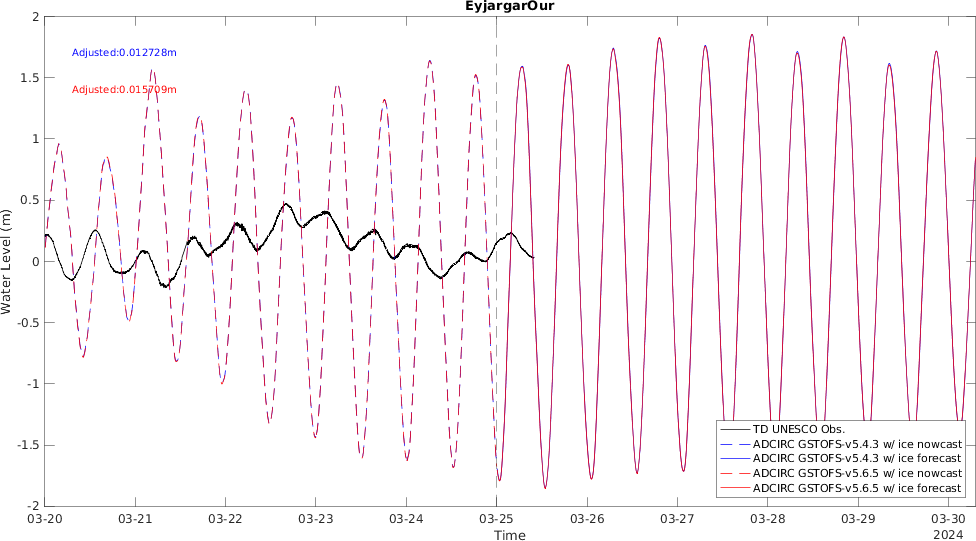 EyjargarOur
Adjusted:0.012728m
Adjusted:0.015709m
Water Level (m)
2
1.5
1
0.5
0
-0.5
-1
-1.5
-2
TD UNESCO Obs.
ADCIRC GSTOFS-v5.4.3 w/ ice nowcast
ADCIRC GSTOFS-v5.4.3 w/ ice forecast
ADCIRC GSTOFS-v5.6.5 w/ ice nowcast
ADCIRC GSTOFS-v5.6.5 w/ ice forecast
03-20 03-21 03-22 03-23 03-24 03-25 03-26 03-27 03-28 03-29 03-30
Time 2024